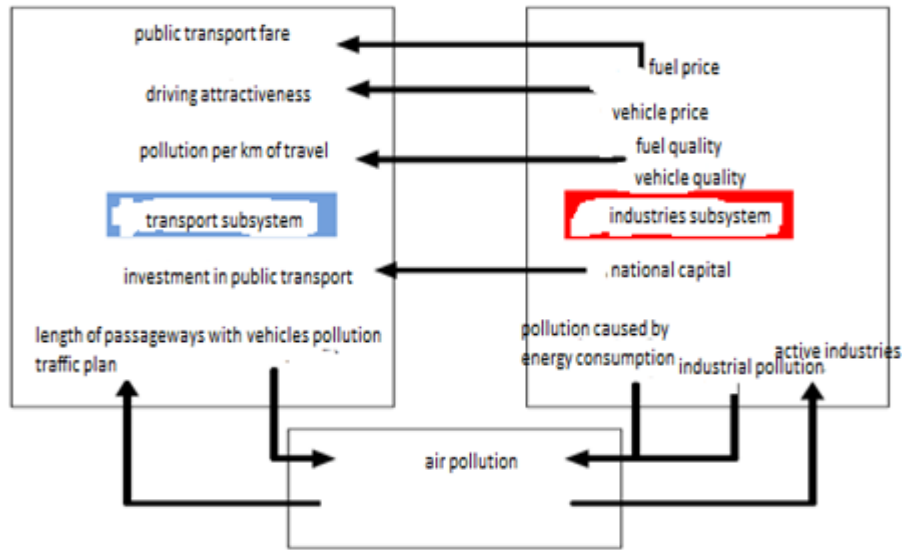 public transport fare
driving attractiveness
pollution per km of travel
transport subsystem
investment in public transport
length of passageways with vehicles pollution
traffic plan
fuel price
vehicle price
fuel quality
vehicle quality
industries subsystem
national capital
pollution caused by
energy consumption
industrial pollution
active industries
air pollution